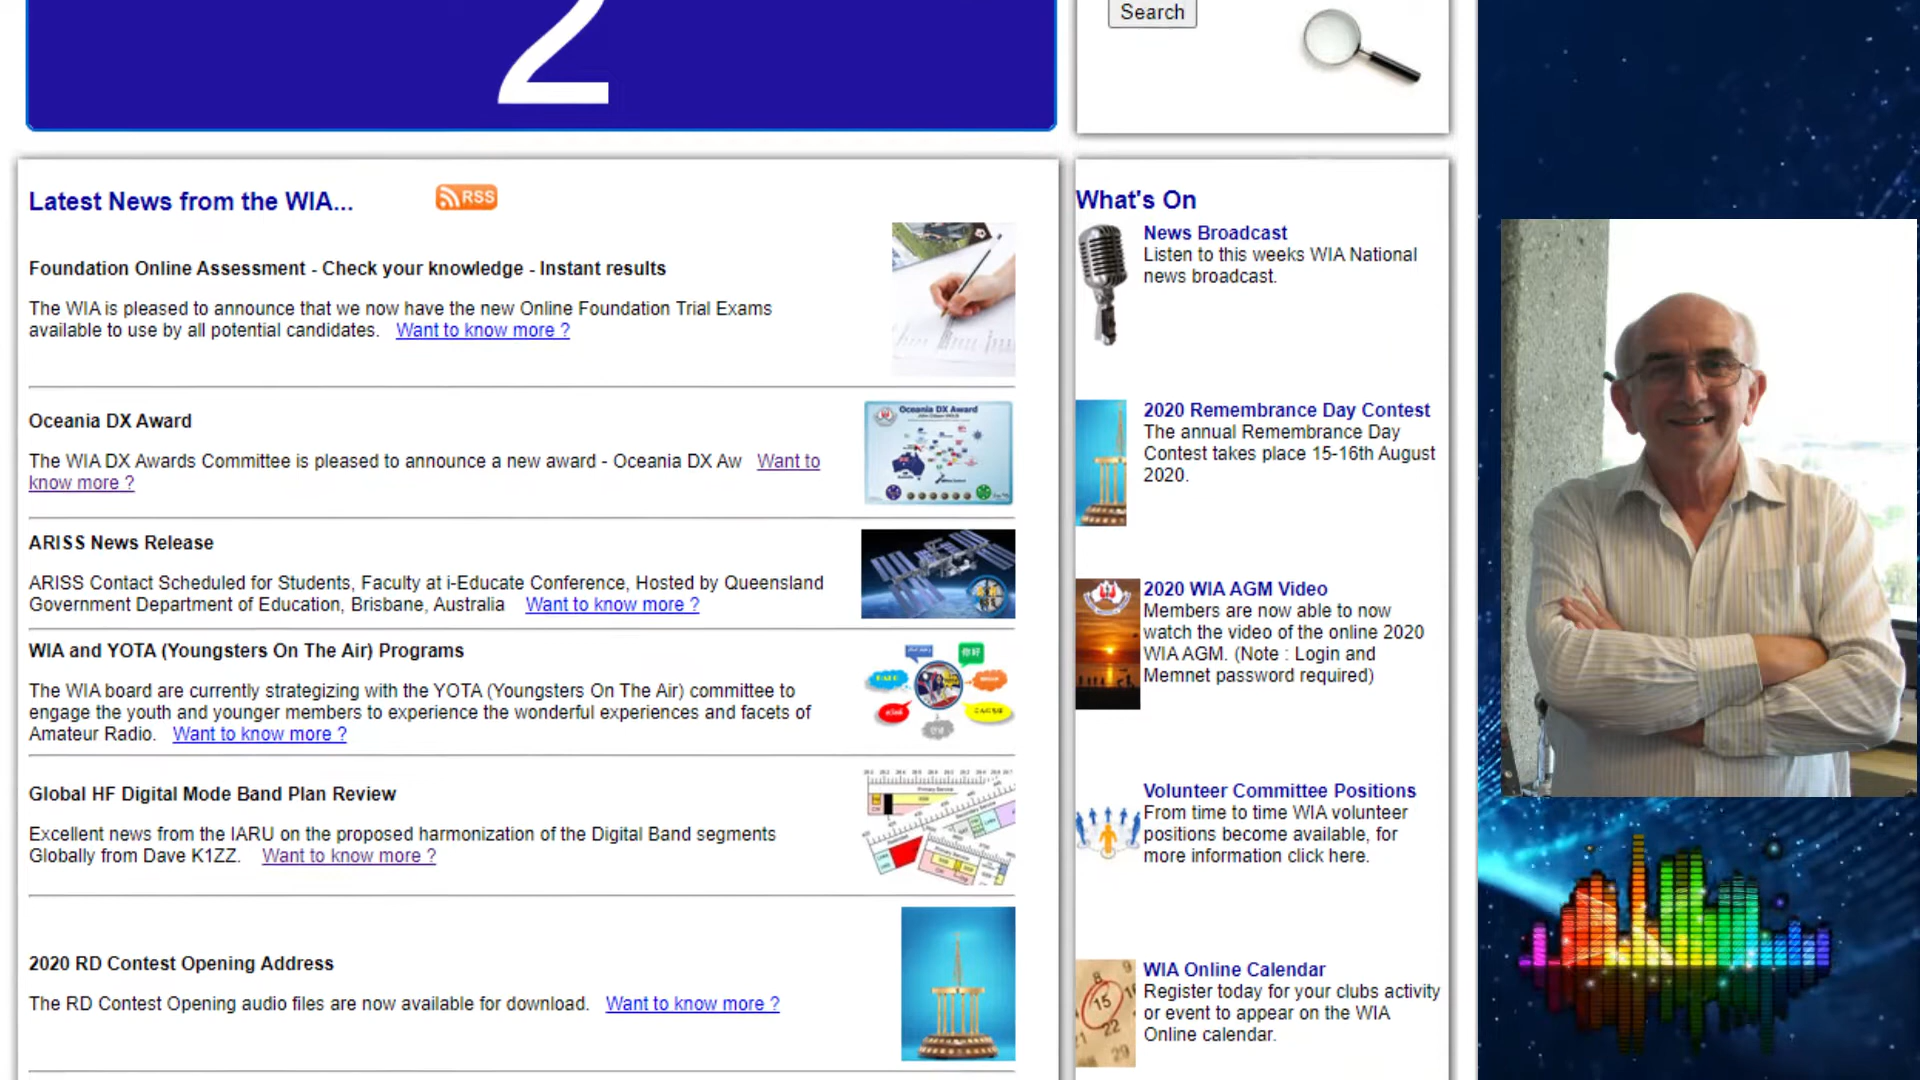 2
Search
Latest News from the WIA...
RSS
Foundation Online Assessment - Check your knowledge - Instant results
The WIA is pleased to announce that we now have the new Online Foundation Trial Exams
available to use by all potential candidates. Want to know more ?
Oceania DX Award
The WIA DX Awards Committee is pleased to announce a new award - Oceania DX Aw Want to
know more ?
Oceania DX Award
ARISS News Release
ARISS Contact Scheduled for Students, Faculty at i-Educate Conference, Hosted by Queensland
Government Department of Education, Brisbane, Australia Want to know more ?
WIA and YOTA (Youngsters On The Air) Programs
The WIA board are currently strategizing with the YOTA (Youngsters On The Air) committee to
engage the youth and younger members to experience the wonderful experiences and facets of
Amateur Radio. Want to know more ?
你好
Global HF Digital Mode Band Plan Review
Excellent news from the IARU on the proposed harmonization of the Digital Band segments
Globally from Dave K1ZZ. Want to know more ?
2020 RD Contest Opening Address
The RD Contest Opening audio files are now available for download. Want to know more ?
What's On
News Broadcast
Listen to this weeks WIA National
news broadcast.
2020 Remembrance Day Contest
The annual Remembrance Day
Contest takes place 15-16th August
2020.
2020 WIA AGM Video
Members are now able to now
watch the video of the online 2020
WIA AGM. (Note : Login and
Memnet password required)
Volunteer Committee Positions
From time to time WIA volunteer
positions become available, for
more information click here.
WIA Online Calendar
Register today for your clubs activity
or event to appear on the WIA
Online calendar.
8 9
15
22
29